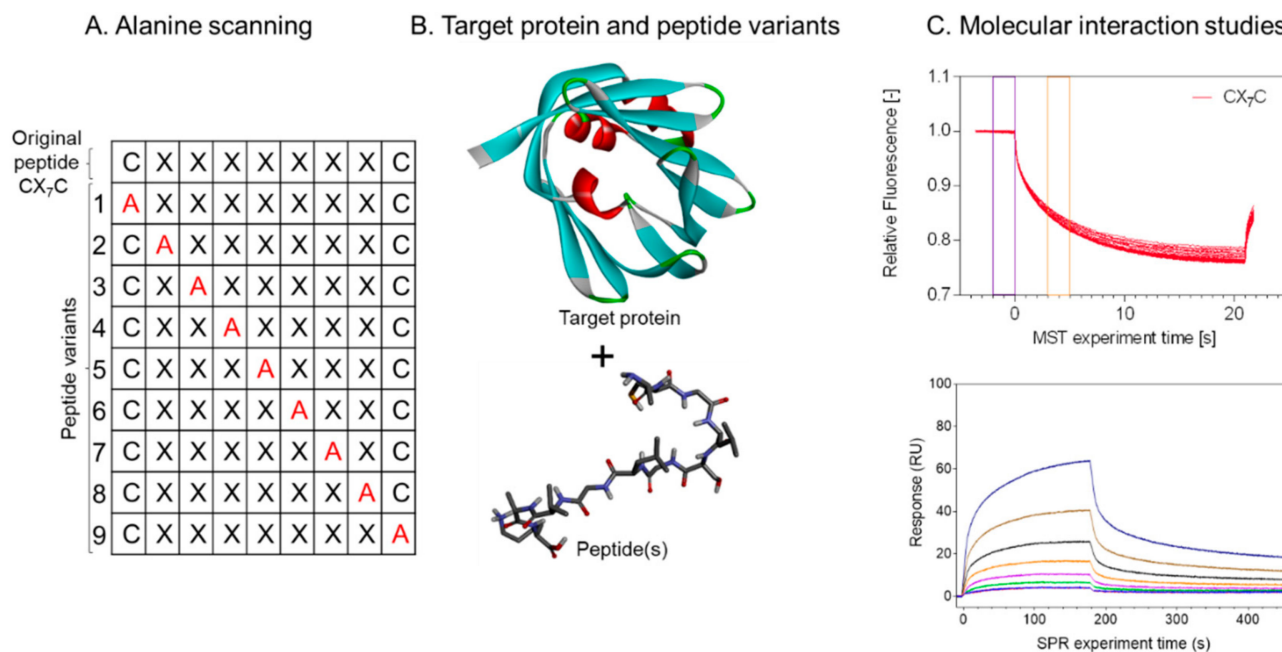 A. Alanine scanning
B. Target protein and peptide variants
C. Molecular interaction studies
Original
peptide
CX₇C
C X X X X X X X C
Peptide variants
1 A X X X X X X X C
2 C A X X X X X X C
3 C X A X X X X X C
4 C X X A X X X X C
5 C X X X A X X X C
6 C X X X X A X X C
7 C X X X X X A X C
8 C X X X X X X A C
9 C X X X X X X X A
Target protein
+
Peptide(s)
Relative Fluorescence [-]
1.1
1.0
0.9
0.8
0.7
CX₇C
0 10 20
MST experiment time [s]
Response (RU)
100
80
60
40
20
0
0 100 200 300 400
SPR experiment time (s)